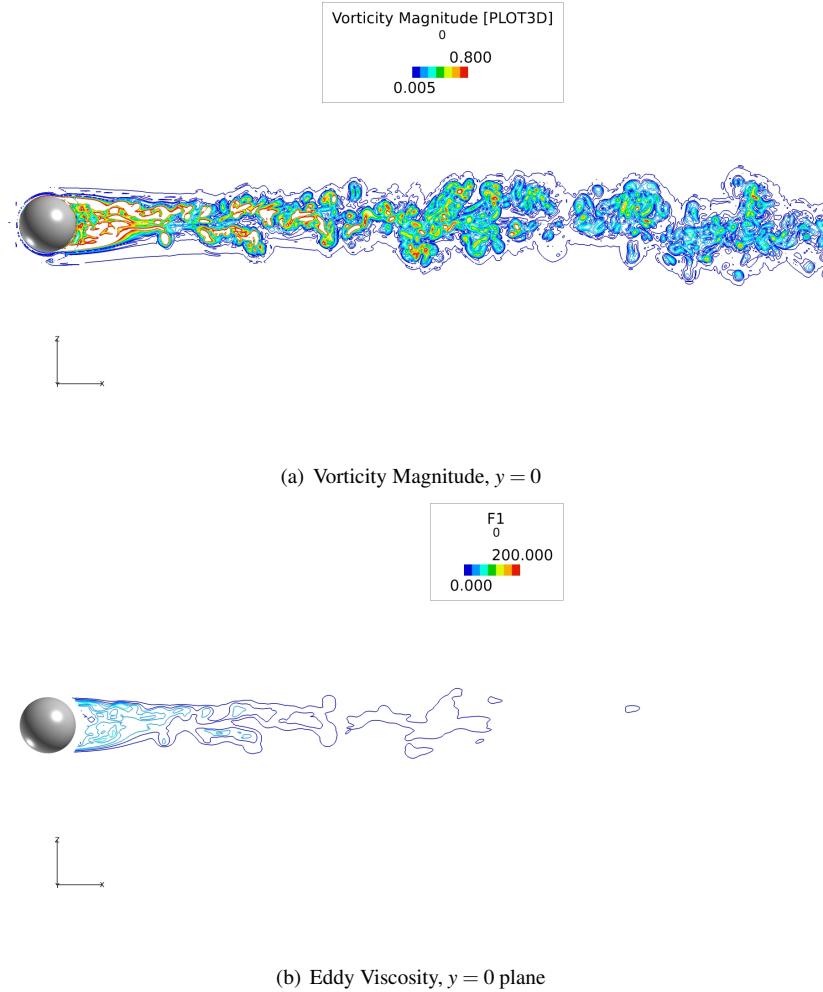 Vorticity Magnitude [PLOT3D]
0
0.800
0.005
Z
Y X
(a) Vorticity Magnitude, y = 0
F1
0
200.000
0.000
Z
Y X
(b) Eddy Viscosity, y = 0 plane